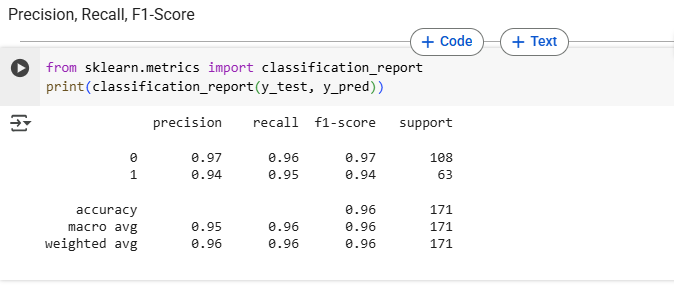 Precision, Recall, F1-Score
+ Code + Text
from sklearn.metrics import classification_report
print(classification_report(y_test, y_pred))
precision recall f1-score support
0 0.97 0.96 0.97 108
1 0.94 0.95 0.94 63
accuracy 0.96 171
macro avg 0.95 0.96 0.96 171
weighted avg 0.96 0.96 0.96 171